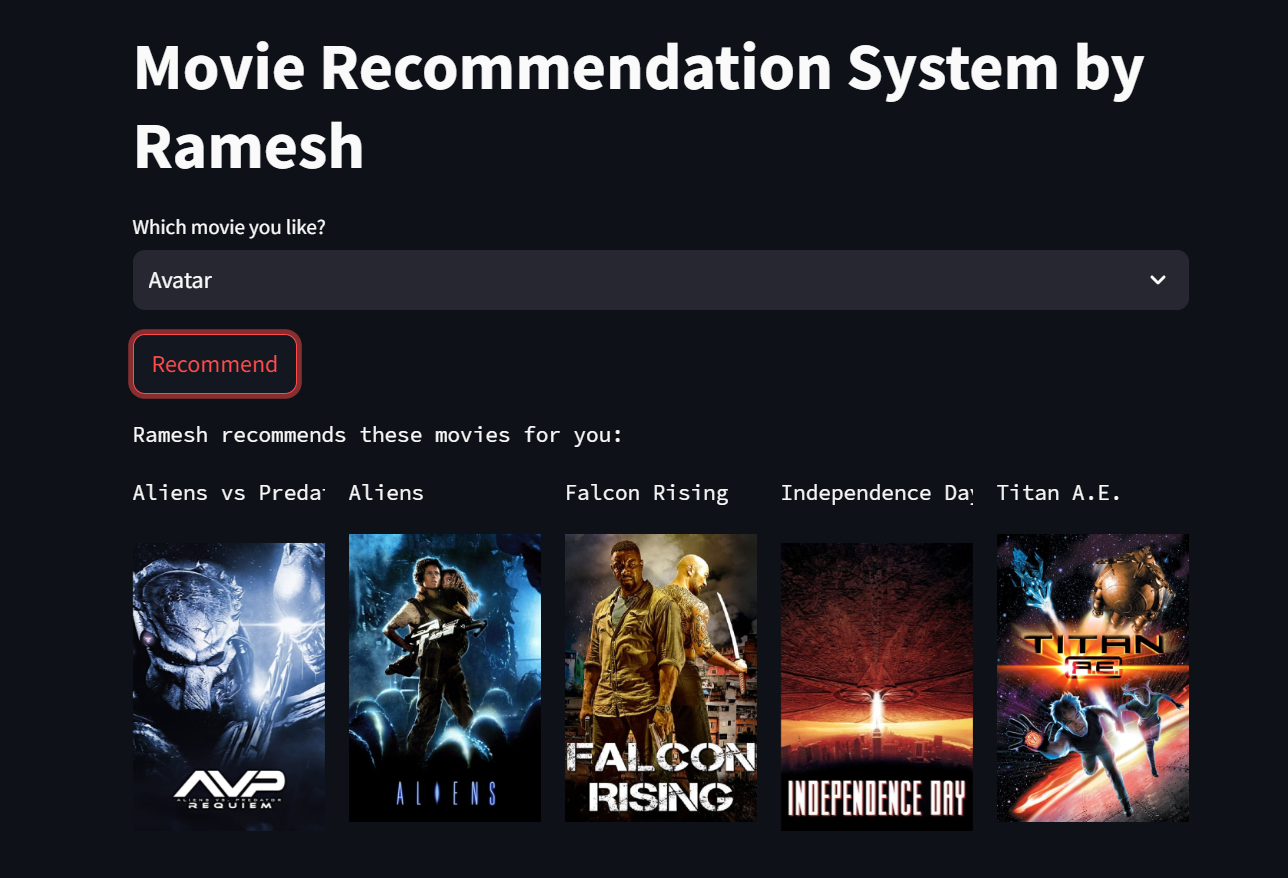 Movie Recommendation System by
Ramesh
Which movie you like?
Avatar
Recommend
Ramesh recommends these movies for you:
Aliens vs Preda
Aliens
Falcon Rising
Independence Day
Titan A.E.
AVP
ALIENS VS. PREDATOR
REQUIEM
ALIENS
FALCON
RISING
INDEPENDENCE DAY
TITAN
A.E.